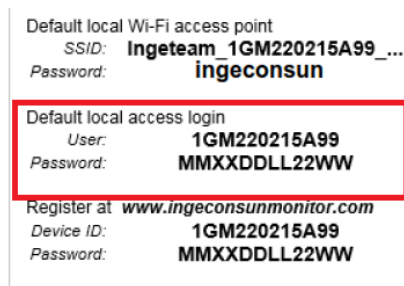 Default local Wi-Fi access point
SSID: Ingeteam_1GM220215A99_...
Password: ingeconsun
Default local access login
User: 1GM220215A99
Password: MMXXDDLL22WW
Register at www.ingeconsunmonitor.com
Device ID: 1GM220215A99
Password: MMXXDDLL22WW